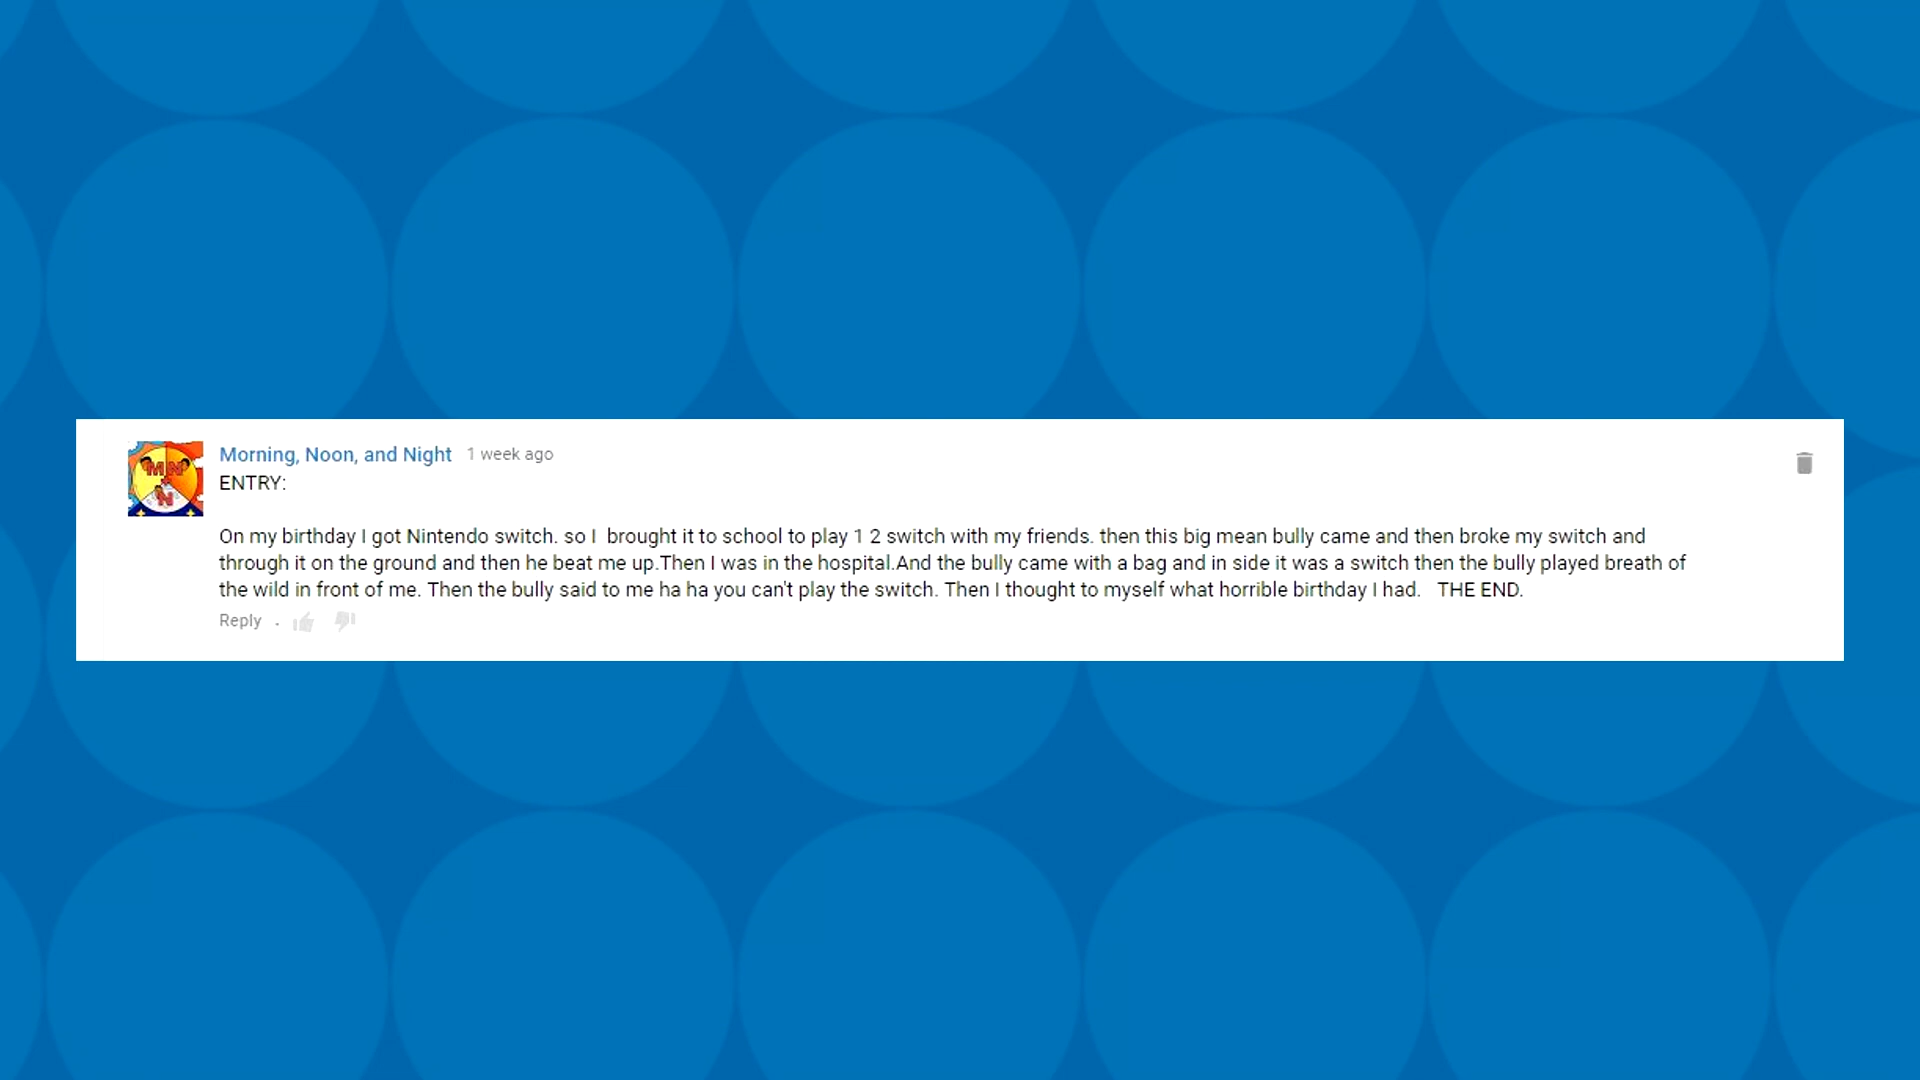 Morning, Noon, and Night 1 week ago
ENTRY:
On my birthday I got Nintendo switch. so I  brought it to school to play 1 2 switch with my friends. then this big mean bully came and then broke my switch and
through it on the ground and then he beat me up.Then I was in the hospital.And the bully came with a bag and in side it was a switch then the bully played breath of
the wild in front of me. Then the bully said to me ha ha you can't play the switch. Then I thought to myself what horrible birthday I had.   THE END.
Reply .
M N
N